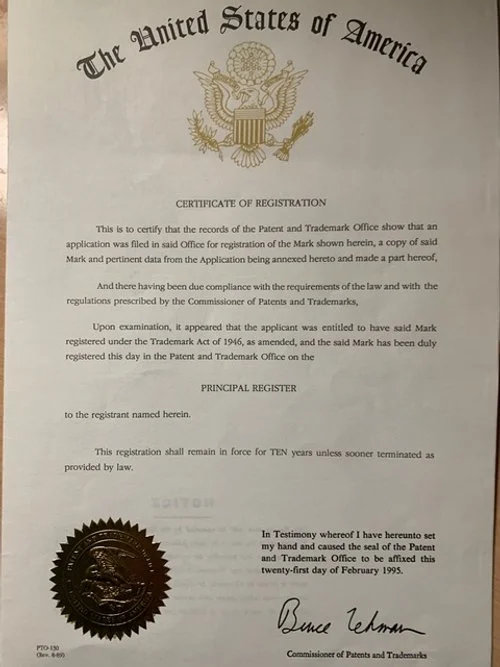 The United States of America
CERTIFICATE OF REGISTRATION
This is to certify that the records of the Patent and Trademark Office show that an
application was filed in said Office for registration of the Mark shown herein, a copy of said
Mark and pertinent data from the Application being annexed hereto and made a part hereof,
And there having been due compliance with the requirements of the law and with the
regulations prescribed by the Commissioner of Patents and Trademarks,
Upon examination, it appeared that the applicant was entitled to have said Mark
registered under the Trademark Act of 1946, as amended, and the said Mark has been duly
registered this day in the Patent and Trademark Office on the
PRINCIPAL REGISTER
to the registrant named herein.
This registration shall remain in force for TEN years unless sooner terminated as
provided by law.
NOTICE
In Testimony whereof I have hereunto set
my hand and caused the seal of the Patent
and Trademark Office to be affixed this
twenty-first day of February 1995.
Bruce Lehman
Commissioner of Patents and Trademarks
PTO-130
(Rev. 8-89)